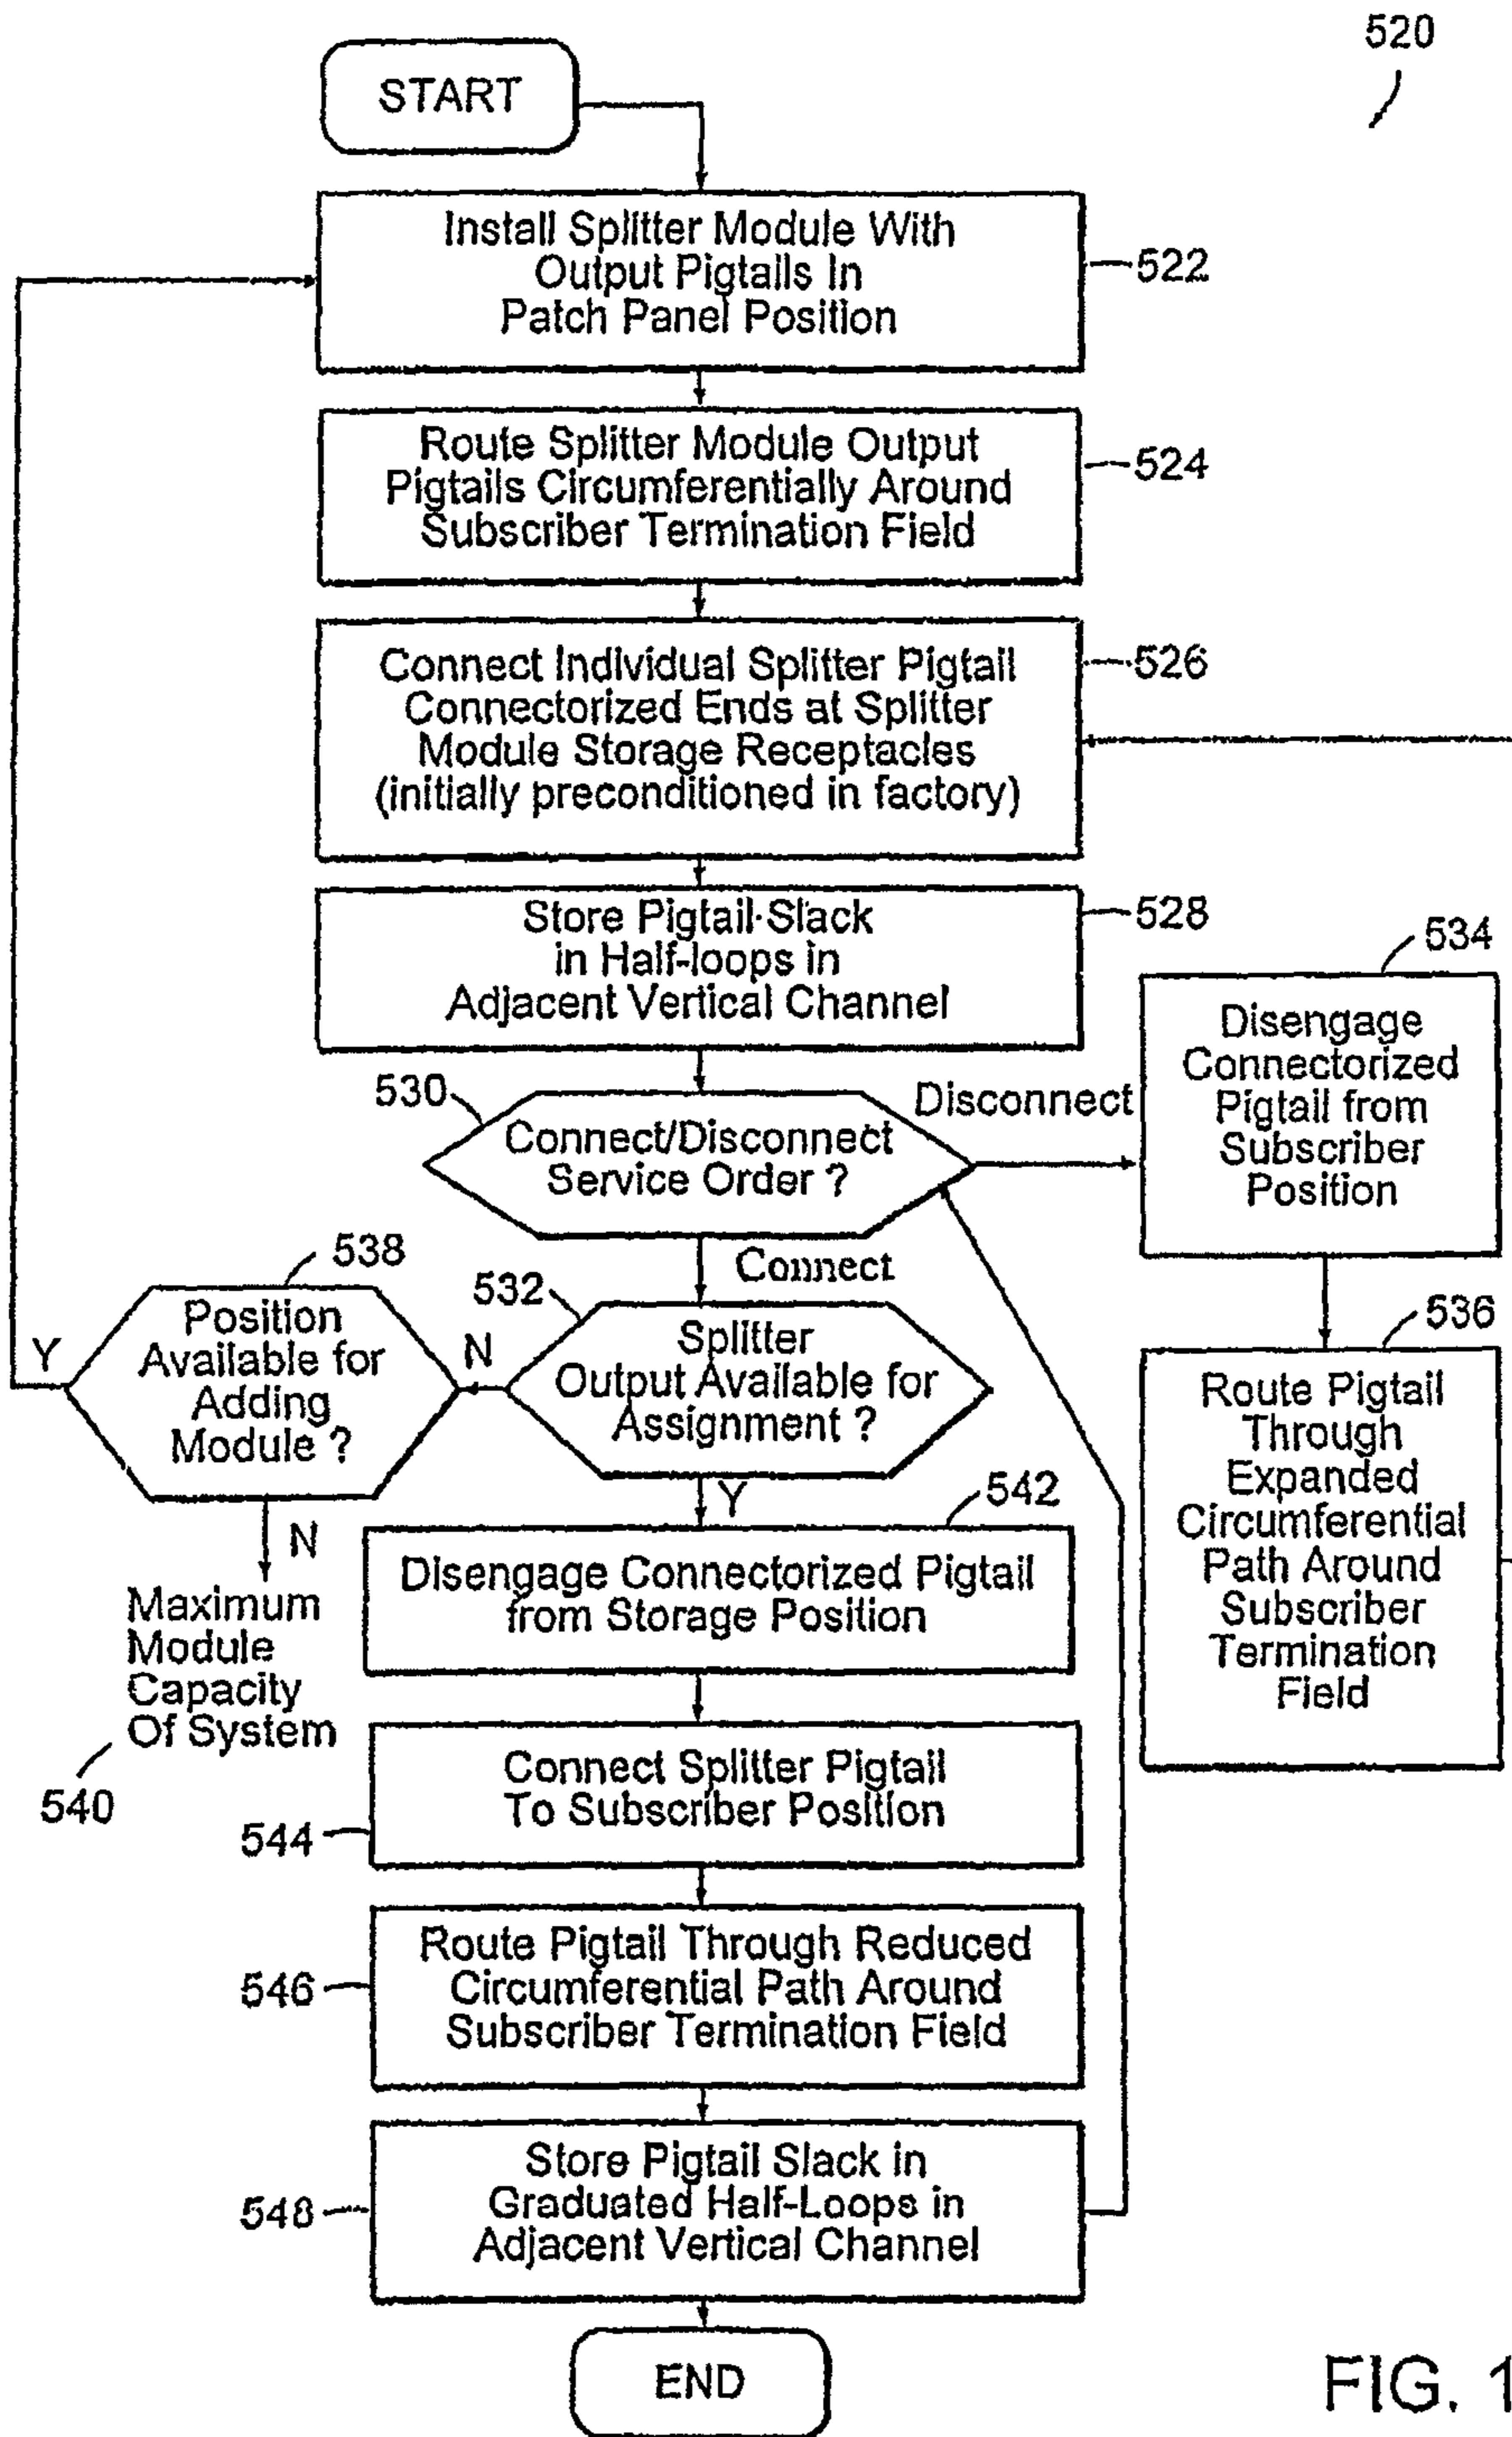 520
START
Install Splitter Module With
Output Pigtails In
Patch Panel Position
522
Route Splitter Module Output
Pigtails Circumferentially Around
Subscriber Termination Field
524
Connect Individual Splitter Pigtail
Connectorized Ends at Splitter
Module Storage Receptacles
(initially preconditioned in factory)
526
Store Pigtail Slack
in Half-loops in
Adjacent Vertical Channel
528
530
Connect/Disconnect
Service Order ?
Disconnect
534
Disengage
Connectorized
Pigtail from
Subscriber
Position
Connect
538
Position
Available for
Adding
Module ?
Y
N
532
Splitter
Output Available for
Assignment ?
536
Route Pigtail
Through
Expanded
Circumferential
Path Around
Subscriber
Termination
Field
N
Maximum
Module
Capacity
Of System
540
Y
542
Disengage Connectorized Pigtail
from Storage Position
Connect Splitter Pigtail
To Subscriber Position
544
Route Pigtail Through Reduced
Circumferential Path Around
Subscriber Termination Field
546
Store Pigtail Slack in
Graduated Half-Loops in
Adjacent Vertical Channel
548
END
FIG. 1